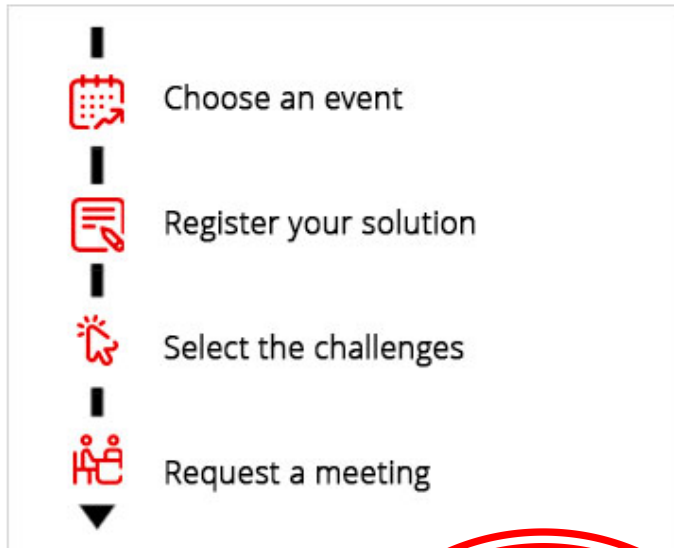 Choose an event
Register your solution
Select the challenges
Request a meeting